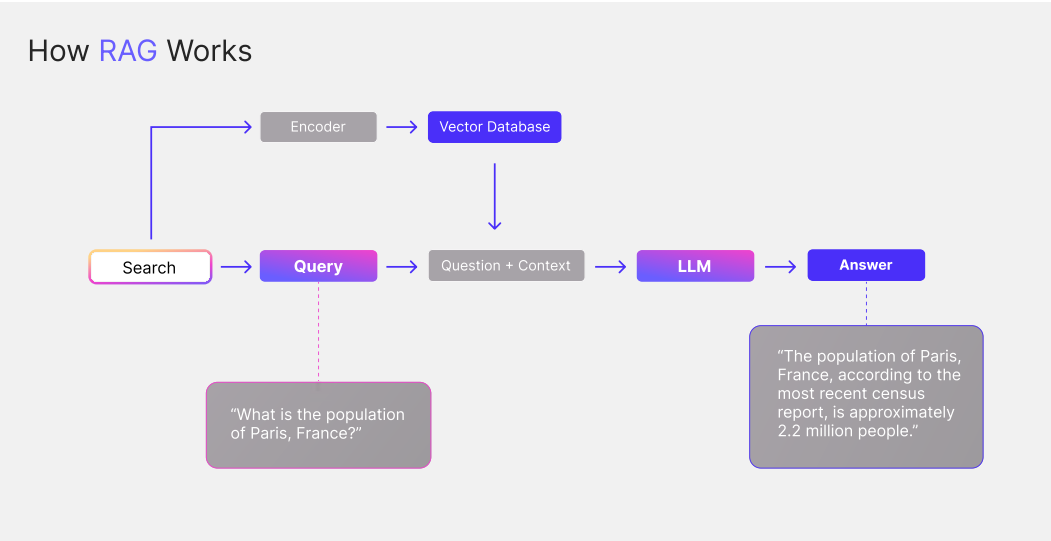 How RAG Works
Encoder
Vector Database
Search
Query
Question + Context
LLM
Answer
“What is the population
of Paris, France?”
“The population of Paris,
France, according to the
most recent census
report, is approximately
2.2 million people.”